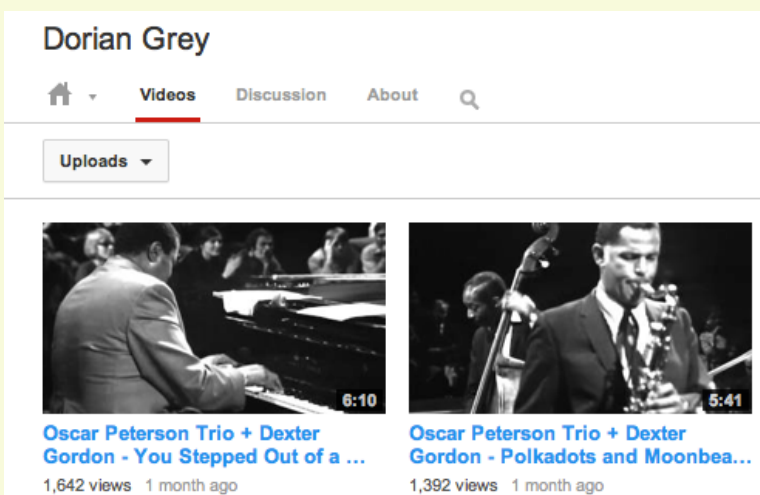 Dorian Grey
Videos Discussion About
Uploads
6:10 5:41
Oscar Peterson Trio + Dexter
Gordon - You Stepped Out of a ...
1,642 views 1 month ago
Oscar Peterson Trio + Dexter
Gordon - Polkadots and Moonbea...
1,392 views 1 month ago